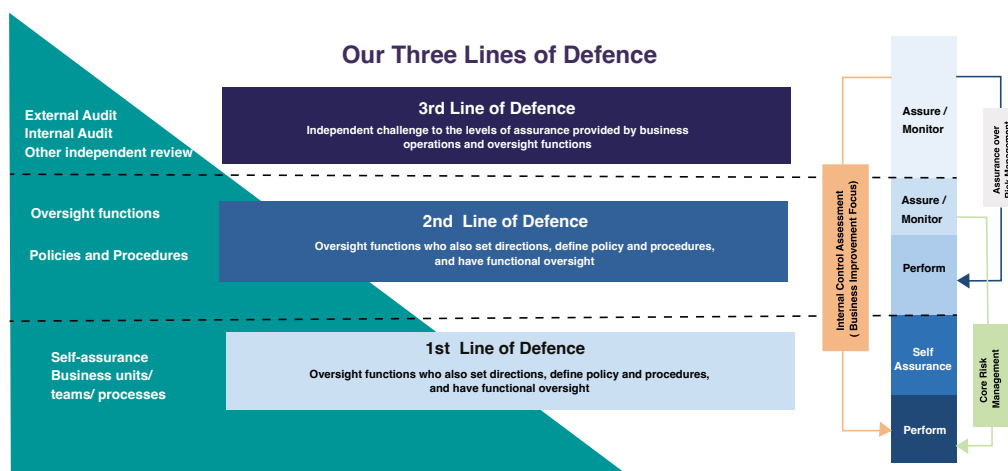 Our Three Lines of Defence
External Audit
Internal Audit
Other independent review
3rd Line of Defence
Independent challenge to the levels of assurance provided by business
operations and oversight functions
Oversight functions
Policies and Procedures
2nd Line of Defence
Oversight functions who also set directions, define policy and procedures,
and have functional oversight
Self-assurance
Business units/
teams/ processes
1st Line of Defence
Oversight functions who also set directions, define policy and procedures,
and have functional oversight
Internal Control Assessment
( Business Improvement Focus)
Assure /
Monitor
Assure /
Monitor
Perform
Self
Assurance
Perform
Assurance over
Risk Management
Core Risk
Management